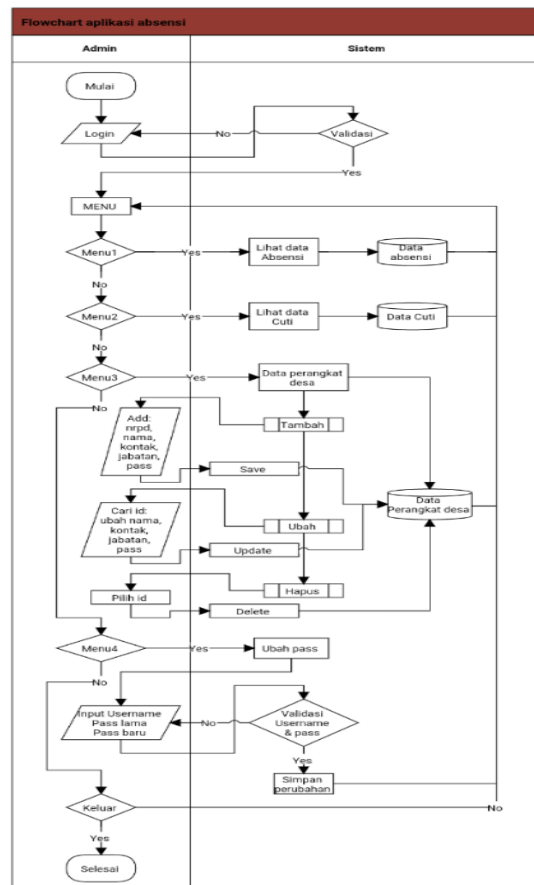 Flowchart aplikasi absensi
Admin
Sistem
Mulai
Login
No
Validasi
Yes
MENU
Menu1
Yes
Lihat data
Absensi
Data
absensi
No
Menu2
Yes
Lihat data
Cuti
Data Cuti
No
Menu3
Yes
Data perangkat
desa
No
Add:
nrpd,
nama,
kontak,
jabatan,
pass
Tambah
Save
Data
Perangkat desa
Cari id:
ubah nama,
kontak,
jabatan,
pass
Ubah
Update
Hapus
Pilih id
Delete
Menu4
Yes
Ubah pass
No
Input Username
Pass lama
Pass baru
No
Validasi
Username
& pass
Yes
Simpan
perubahan
Keluar
No
Yes
Selesai